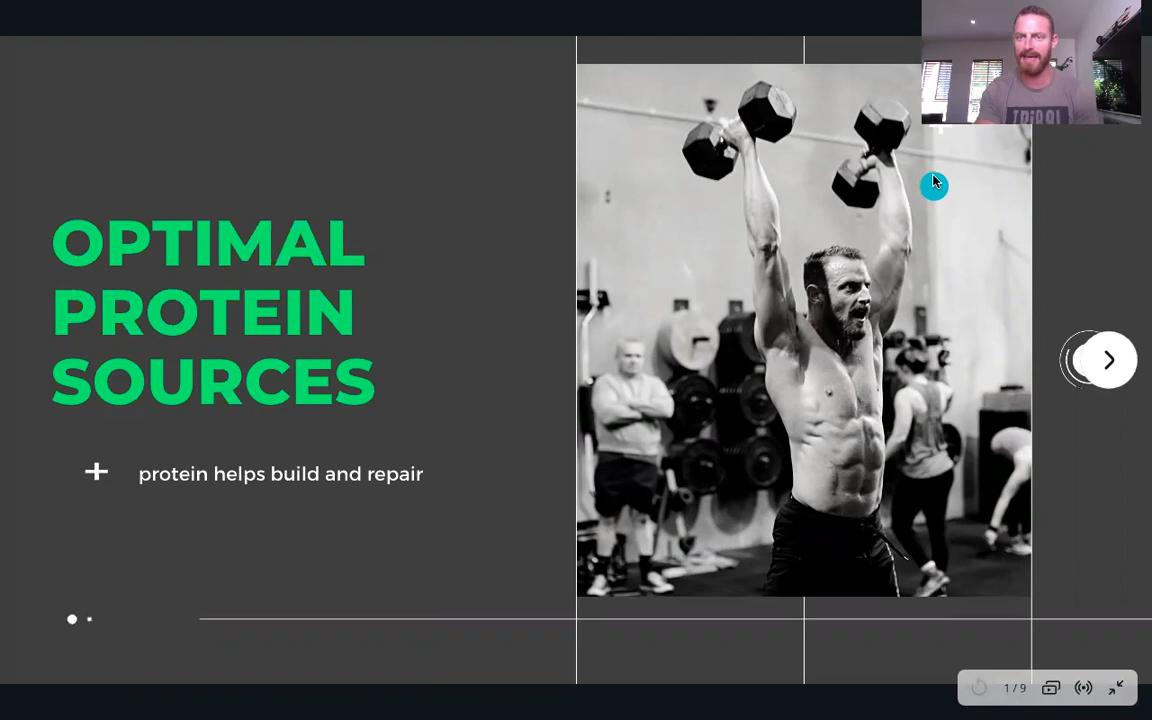 OPTIMAL
PROTEIN
SOURCES
+ protein helps build and repair
1 / 9